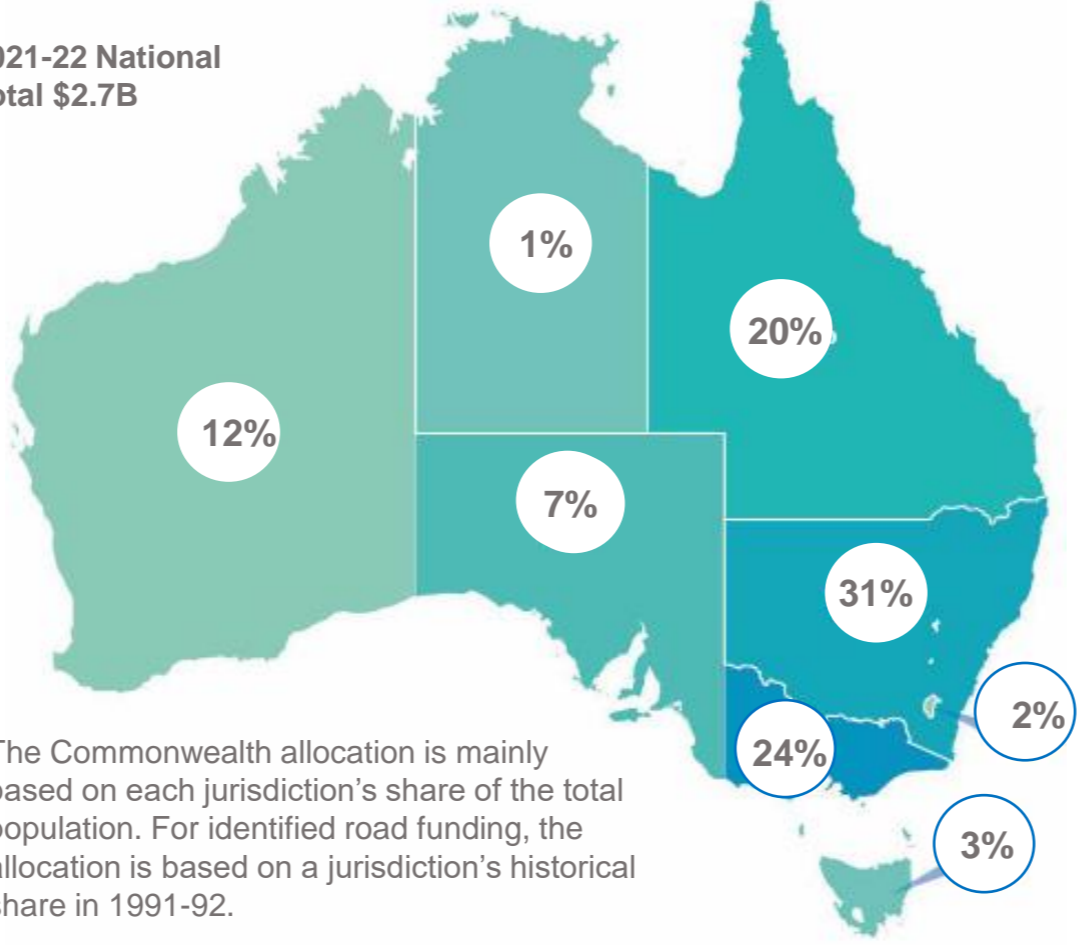 021-22 National
otal $2.7B
1%
20%
12%
7%
31%
2%
24%
3%
The Commonwealth allocation is mainly
based on each jurisdiction’s share of the total
population. For identified road funding, the
allocation is based on a jurisdiction’s historical
share in 1991-92.